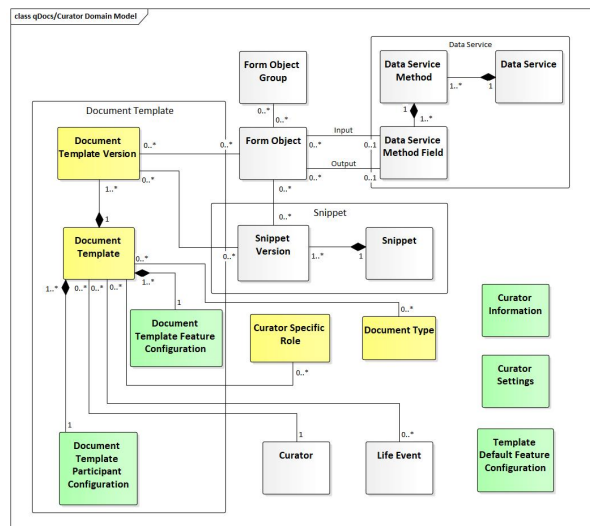 class qDocs/Curator Domain Model
Data Service
Form Object
Group
Data Service
Method
Data Service
1..*
1
0..*
0..*
1
1..*
Document Template
Document
Template Version
0..*
0..*
Form Object
Input
0..*
0..1
Data Service
Method Field
Output
0..*
0..1
0..*
1..*
0..*
0..*
Snippet
1
Document
Template
Snippet
Version
Snippet
0..*
1..*
1
0..*
1..*
0..*
0..*
0..*
1..*
1
0..*
Document
Template Feature
Configuration
Curator Specific
Role
Document Type
Curator
Information
0..*
Curator
Settings
1
1
0..*
Document
Template
Participant
Configuration
Curator
Life Event
Template
Default Feature
Configuration